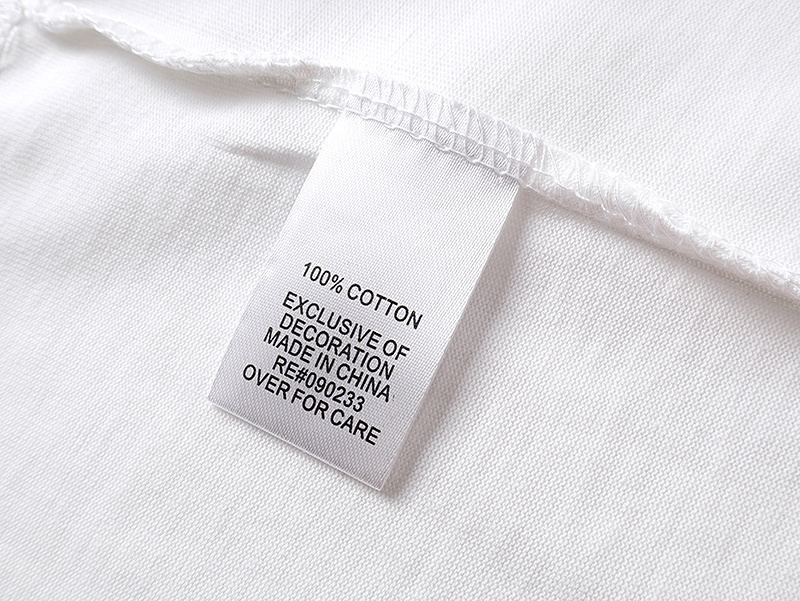 100% COTTON
EXCLUSIVE OF
DECORATION
MADE IN CHINA
RE#090233
OVER FOR CARE